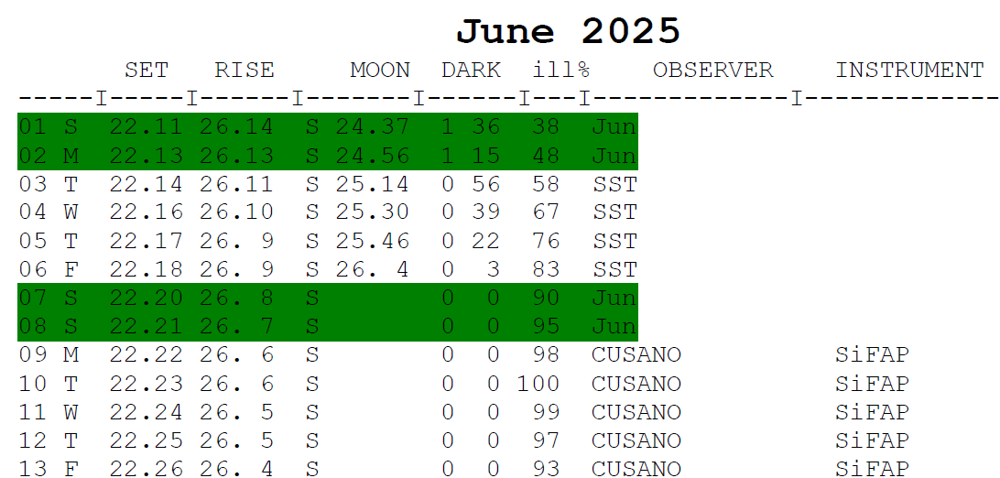 June 2025
SET   RISE     MOON  DARK  ill%    OBSERVER    INSTRUMENT
-----I-----I------I-------I------I---I-------------I-------------
01 S  22.11 26.14  S 24.37  1 36  38  Jun
02 M  22.13 26.13  S 24.56  1 15  48  Jun
03 T  22.14 26.11  S 25.14  0 56  58  SST
04 W  22.16 26.10  S 25.30  0 39  67  SST
05 T  22.17 26. 9  S 25.46  0 22  76  SST
06 F  22.18 26. 9  S 26. 4  0  3  83  SST
07 S  22.20 26. 8  S        0  0  90  Jun
08 S  22.21 26. 7  S        0  0  95  Jun
09 M  22.22 26. 6  S        0  0  98  CUSANO          SiFAP
10 T  22.23 26. 6  S        0  0 100  CUSANO          SiFAP
11 W  22.24 26. 5  S        0  0  99  CUSANO          SiFAP
12 T  22.25 26. 5  S        0  0  97  CUSANO          SiFAP
13 F  22.26 26. 4  S        0  0  93  CUSANO          SiFAP